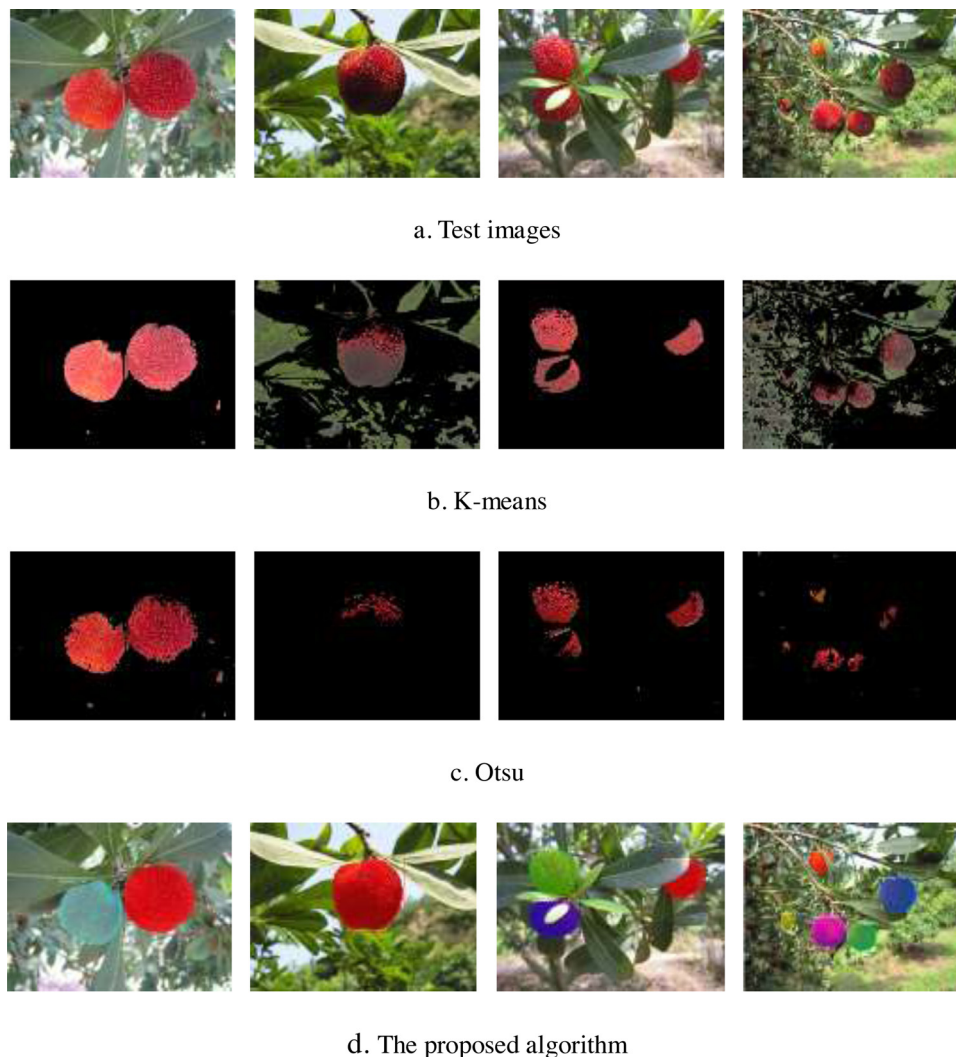 a. Test images
b. K-means
c. Otsu
d. The proposed algorithm